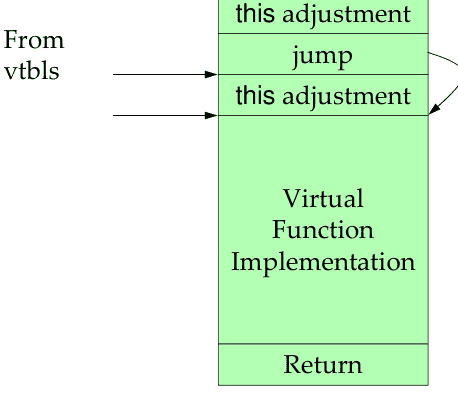 this adjustment
From
vtbls
jump
this adjustment
Virtual
Function
Implementation
Return